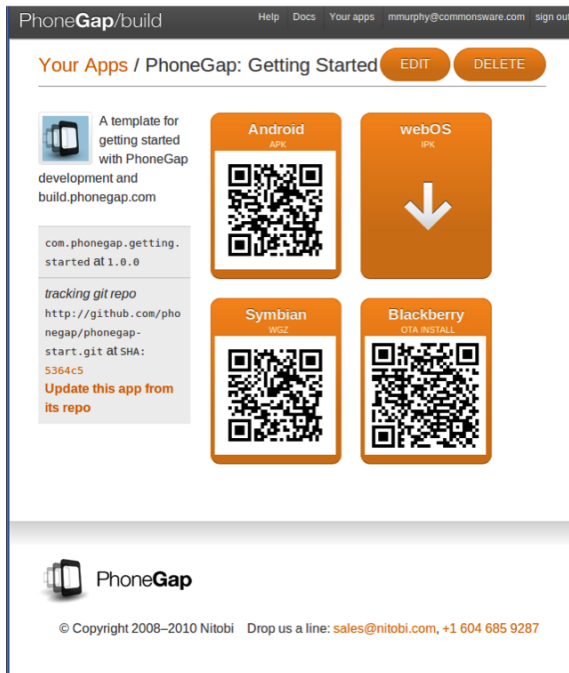 PhoneGap/build
Help Docs Your apps mmurphy@commonsware.com sign out
Your Apps / PhoneGap: Getting Started
EDIT
DELETE
A template for
getting started
with PhoneGap
development and
build.phonegap.com
com.phonegap.getting.
started at 1.0.0
tracking git repo
http://github.com/pho
negap/phonegap-
start.git at SHA:
5364c5
Update this app from
its repo
Android
APK
webOS
IPK
Symbian
WGZ
Blackberry
OTA INSTALL
PhoneGap
© Copyright 2008–2010 Nitobi Drop us a line: sales@nitobi.com, +1 604 685 9287